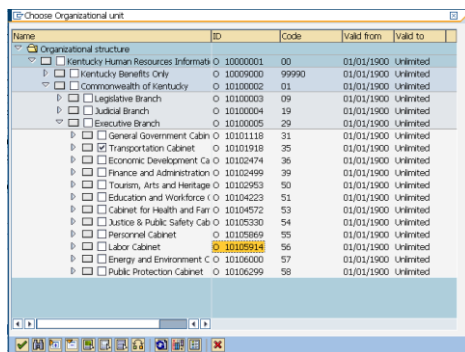 Choose Organizational unit
Name ID Code Valid from Valid to
Organizational structure
Kentucky Human Resources Informati O 10000001 00 01/01/1900 Unlimited
Kentucky Benefits Only O 10009000 99990 01/01/1900 Unlimited
Commonwealth of Kentucky O 10100002 01 01/01/1900 Unlimited
Legislative Branch O 10100003 09 01/01/1900 Unlimited
Judicial Branch O 10100004 19 01/01/1900 Unlimited
Executive Branch O 10100005 29 01/01/1900 Unlimited
General Government Cabin O 10101118 31 01/01/1900 Unlimited
Transportation Cabinet O 10101918 35 01/01/1900 Unlimited
Economic Development Ca O 10102474 36 01/01/1900 Unlimited
Finance and Administration O 10102499 39 01/01/1900 Unlimited
Tourism, Arts and Heritage O 10102953 50 01/01/1900 Unlimited
Education and Workforce ( O 10104223 51 01/01/1900 Unlimited
Cabinet for Health and Fam O 10104572 53 01/01/1900 Unlimited
Justice & Public Safety Cab O 10105330 54 01/01/1900 Unlimited
Personnel Cabinet O 10105869 55 01/01/1900 Unlimited
Labor Cabinet O 10105914 56 01/01/1900 Unlimited
Energy and Environment C O 10106000 57 01/01/1900 Unlimited
Public Protection Cabinet O 10106299 58 01/01/1900 Unlimited